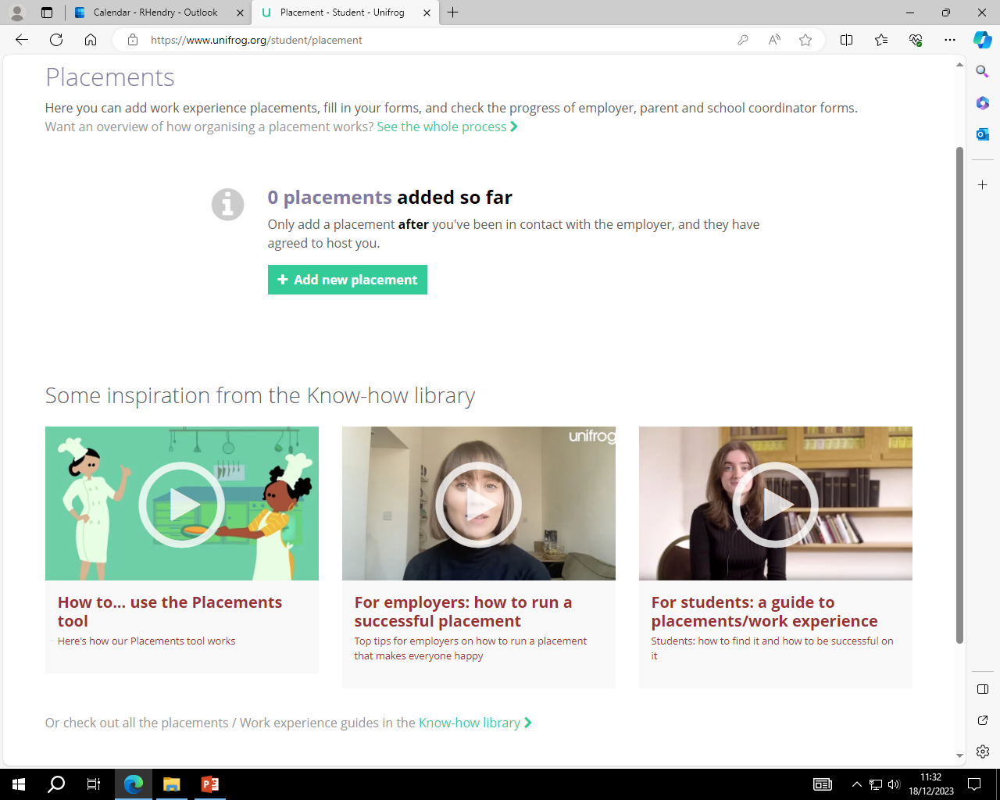 Calendar - RHendry - Outlook
Placement - Student - Unifrog
https://www.unifrog.org/student/placement
Placements
Here you can add work experience placements, fill in your forms, and check the progress of employer, parent and school coordinator forms.
Want an overview of how organising a placement works? See the whole process
0 placements added so far
Only add a placement after you've been in contact with the employer, and they have
agreed to host you.
+ Add new placement
Some inspiration from the Know-how library
unifrog
How to... use the Placements
tool
Here's how our Placements tool works
For employers: how to run a
successful placement
Top tips for employers on how to run a placement
that makes everyone happy
For students: a guide to
placements/work experience
Students: how to find it and how to be successful on
it
Or check out all the placements / Work experience guides in the Know-how library
11:32
18/12/2023